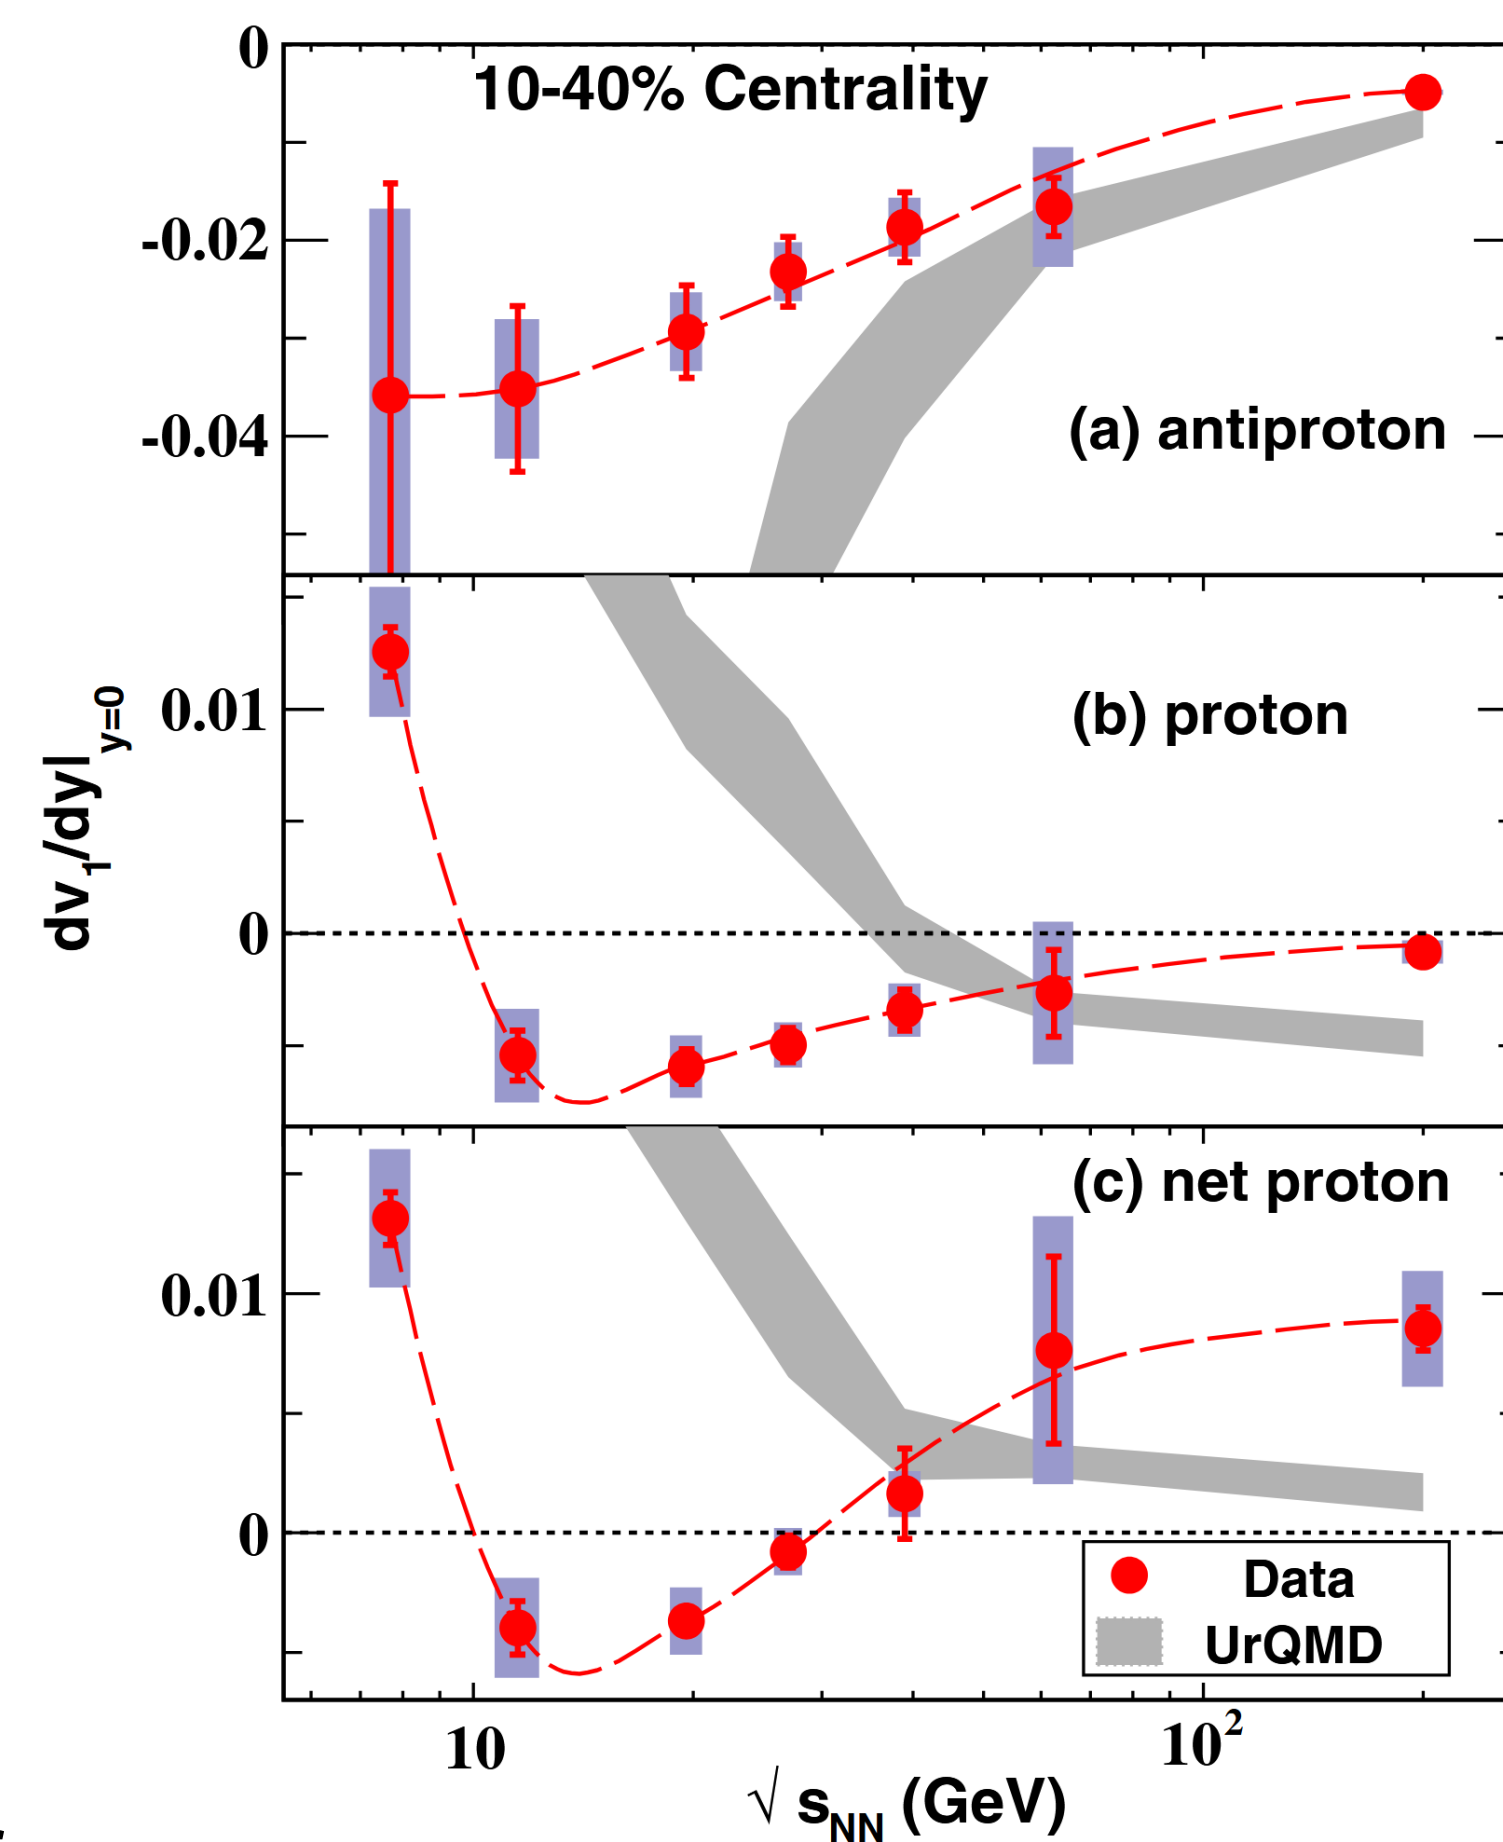 0
10-40% Centrality
-0.02
-0.04
(a) antiproton
0.01
(b) proton
dv₁/dy|y=0
0
(c) net proton
0.01
0
Data
UrQMD
10
10²
√ sNN (GeV)